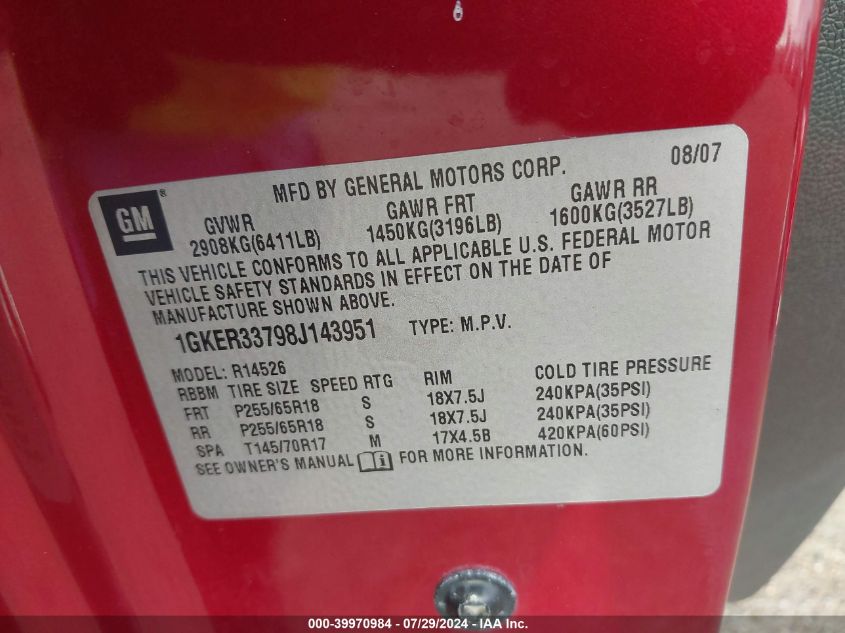 08/07
MFD BY GENERAL MOTORS CORP.
GM®
GVWR GAWR FRT GAWR RR
2908KG(6411LB) 1450KG(3196LB) 1600KG(3527LB)
THIS VEHICLE CONFORMS TO ALL APPLICABLE U.S. FEDERAL MOTOR
VEHICLE SAFETY STANDARDS IN EFFECT ON THE DATE OF
MANUFACTURE SHOWN ABOVE.
1GKER33798J143951 TYPE: M.P.V.
MODEL: R14526
RBBM TIRE SIZE SPEED RTG RIM COLD TIRE PRESSURE
FRT P255/65R18 S 18X7.5J 240KPA(35PSI)
RR P255/65R18 S 18X7.5J 240KPA(35PSI)
SPA T145/70R17 M 17X4.5B 420KPA(60PSI)
SEE OWNER'S MANUAL FOR MORE INFORMATION.
000-39970984 / 07/29/2024 - IAA Inc.